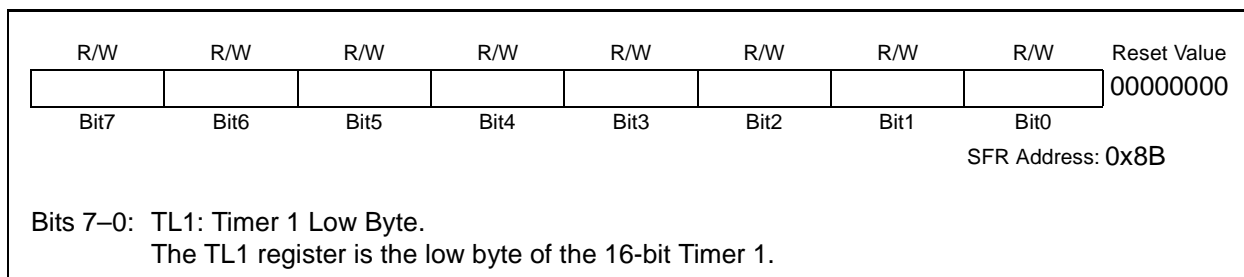 R/W R/W R/W R/W R/W R/W R/W R/W Reset Value
00000000
Bit7 Bit6 Bit5 Bit4 Bit3 Bit2 Bit1 Bit0
SFR Address: 0x8B
Bits 7–0: TL1: Timer 1 Low Byte.
The TL1 register is the low byte of the 16-bit Timer 1.